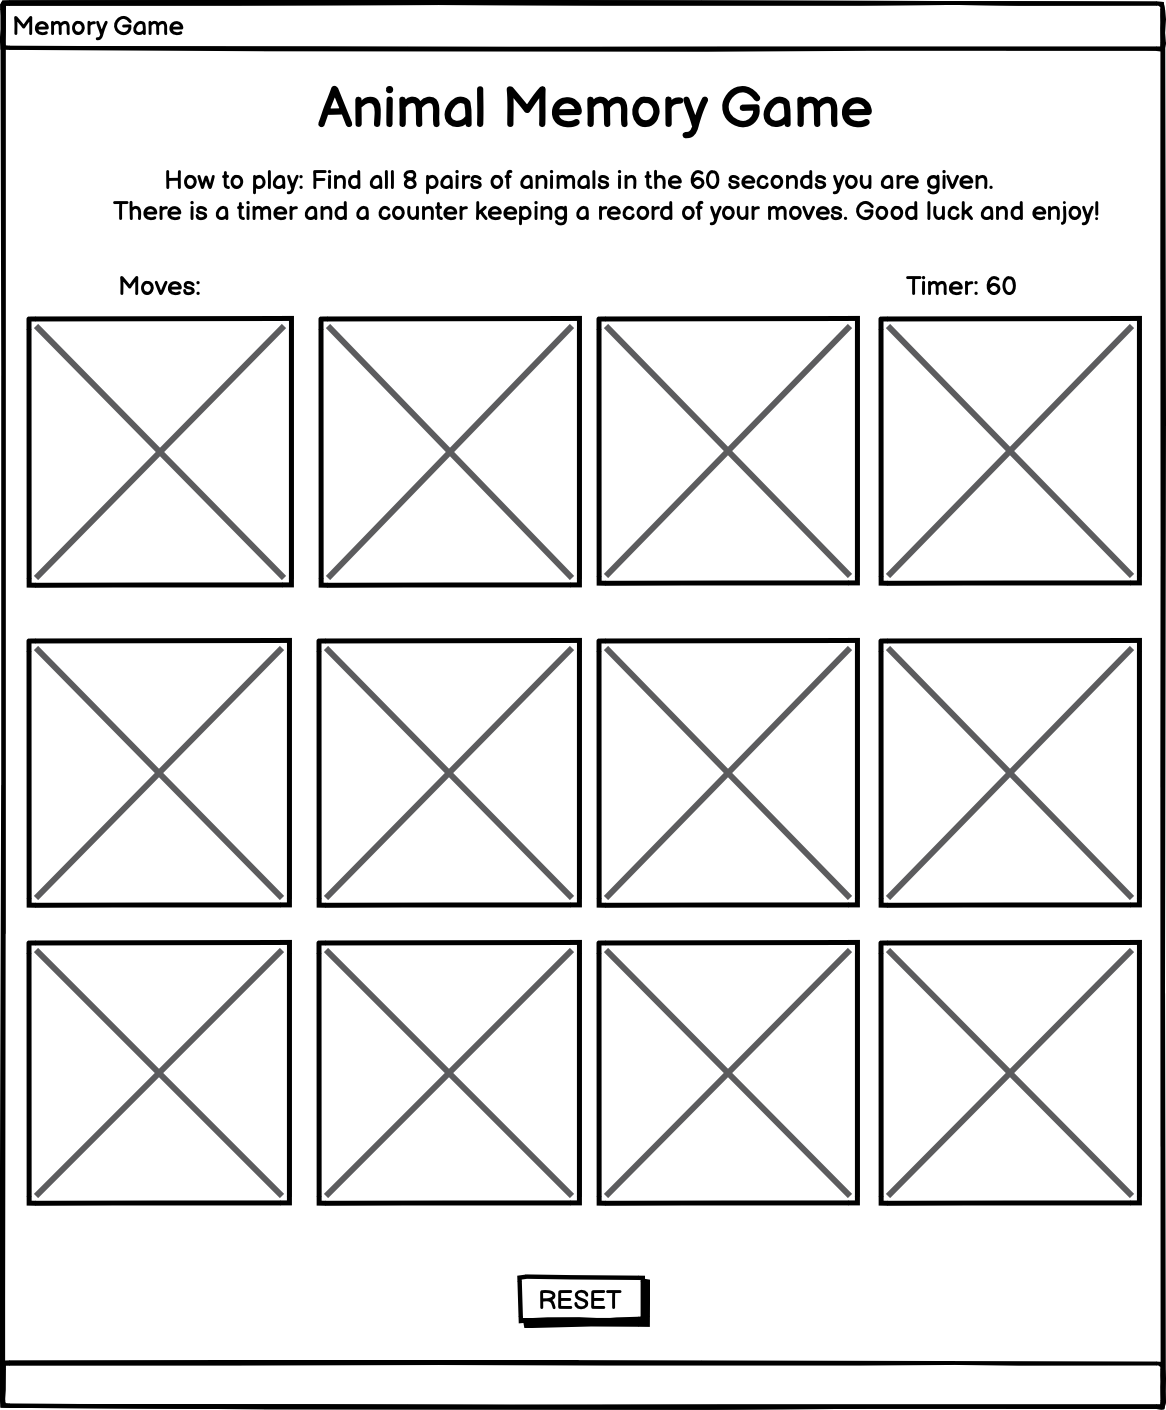 Memory Game
Animal Memory Game
How to play: Find all 8 pairs of animals in the 60 seconds you are given.
There is a timer and a counter keeping a record of your moves. Good luck and enjoy!
Moves:
Timer: 60
RESET